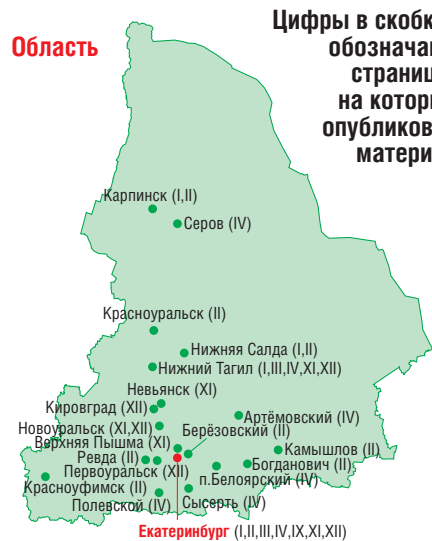 Область
Цифры в скобк
обозначаю
страниц
на котор
опубликов
матери
Карпинск (I,II)
Серов (IV)
Красноуральск (II)
Нижняя Салда (I,II)
Нижний Тагил (I,III,IV,XI,XII)
Невьянск (XI)
Кировград (XII)
Артёмовский (IV)
Новоуральск (XI,XII)
Берёзовский (II)
Верхняя Пышма (XI)
Камышлов (II)
Ревда (II)
Богданович (II)
Первоуральск (XII)
п.Белоярский (IV)
Красноуфимск (II)
Сысерть (IV)
Полевской (IV)
Екатеринбург (I,II,III,IV,IX,XI,XII)